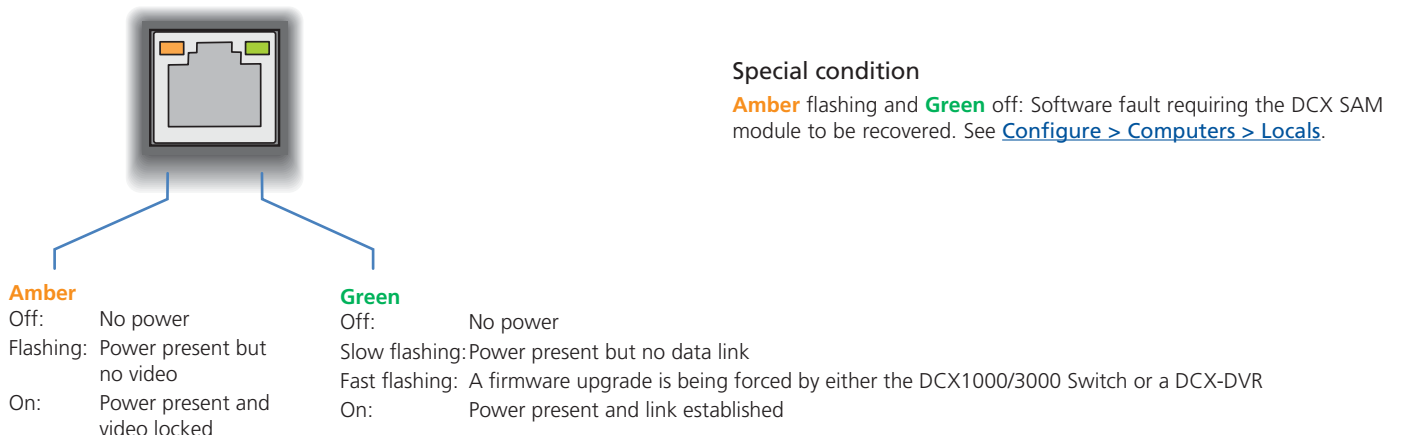 Special condition
Amber flashing and Green off: Software fault requiring the DCX SAM
module to be recovered. See Configure > Computers > Locals.
Amber
Off: No power
Flashing: Power present but
no video
On: Power present and
video locked
Green
Off: No power
Slow flashing: Power present but no data link
Fast flashing: A firmware upgrade is being forced by either the DCX1000/3000 Switch or a DCX-DVR
On: Power present and link established